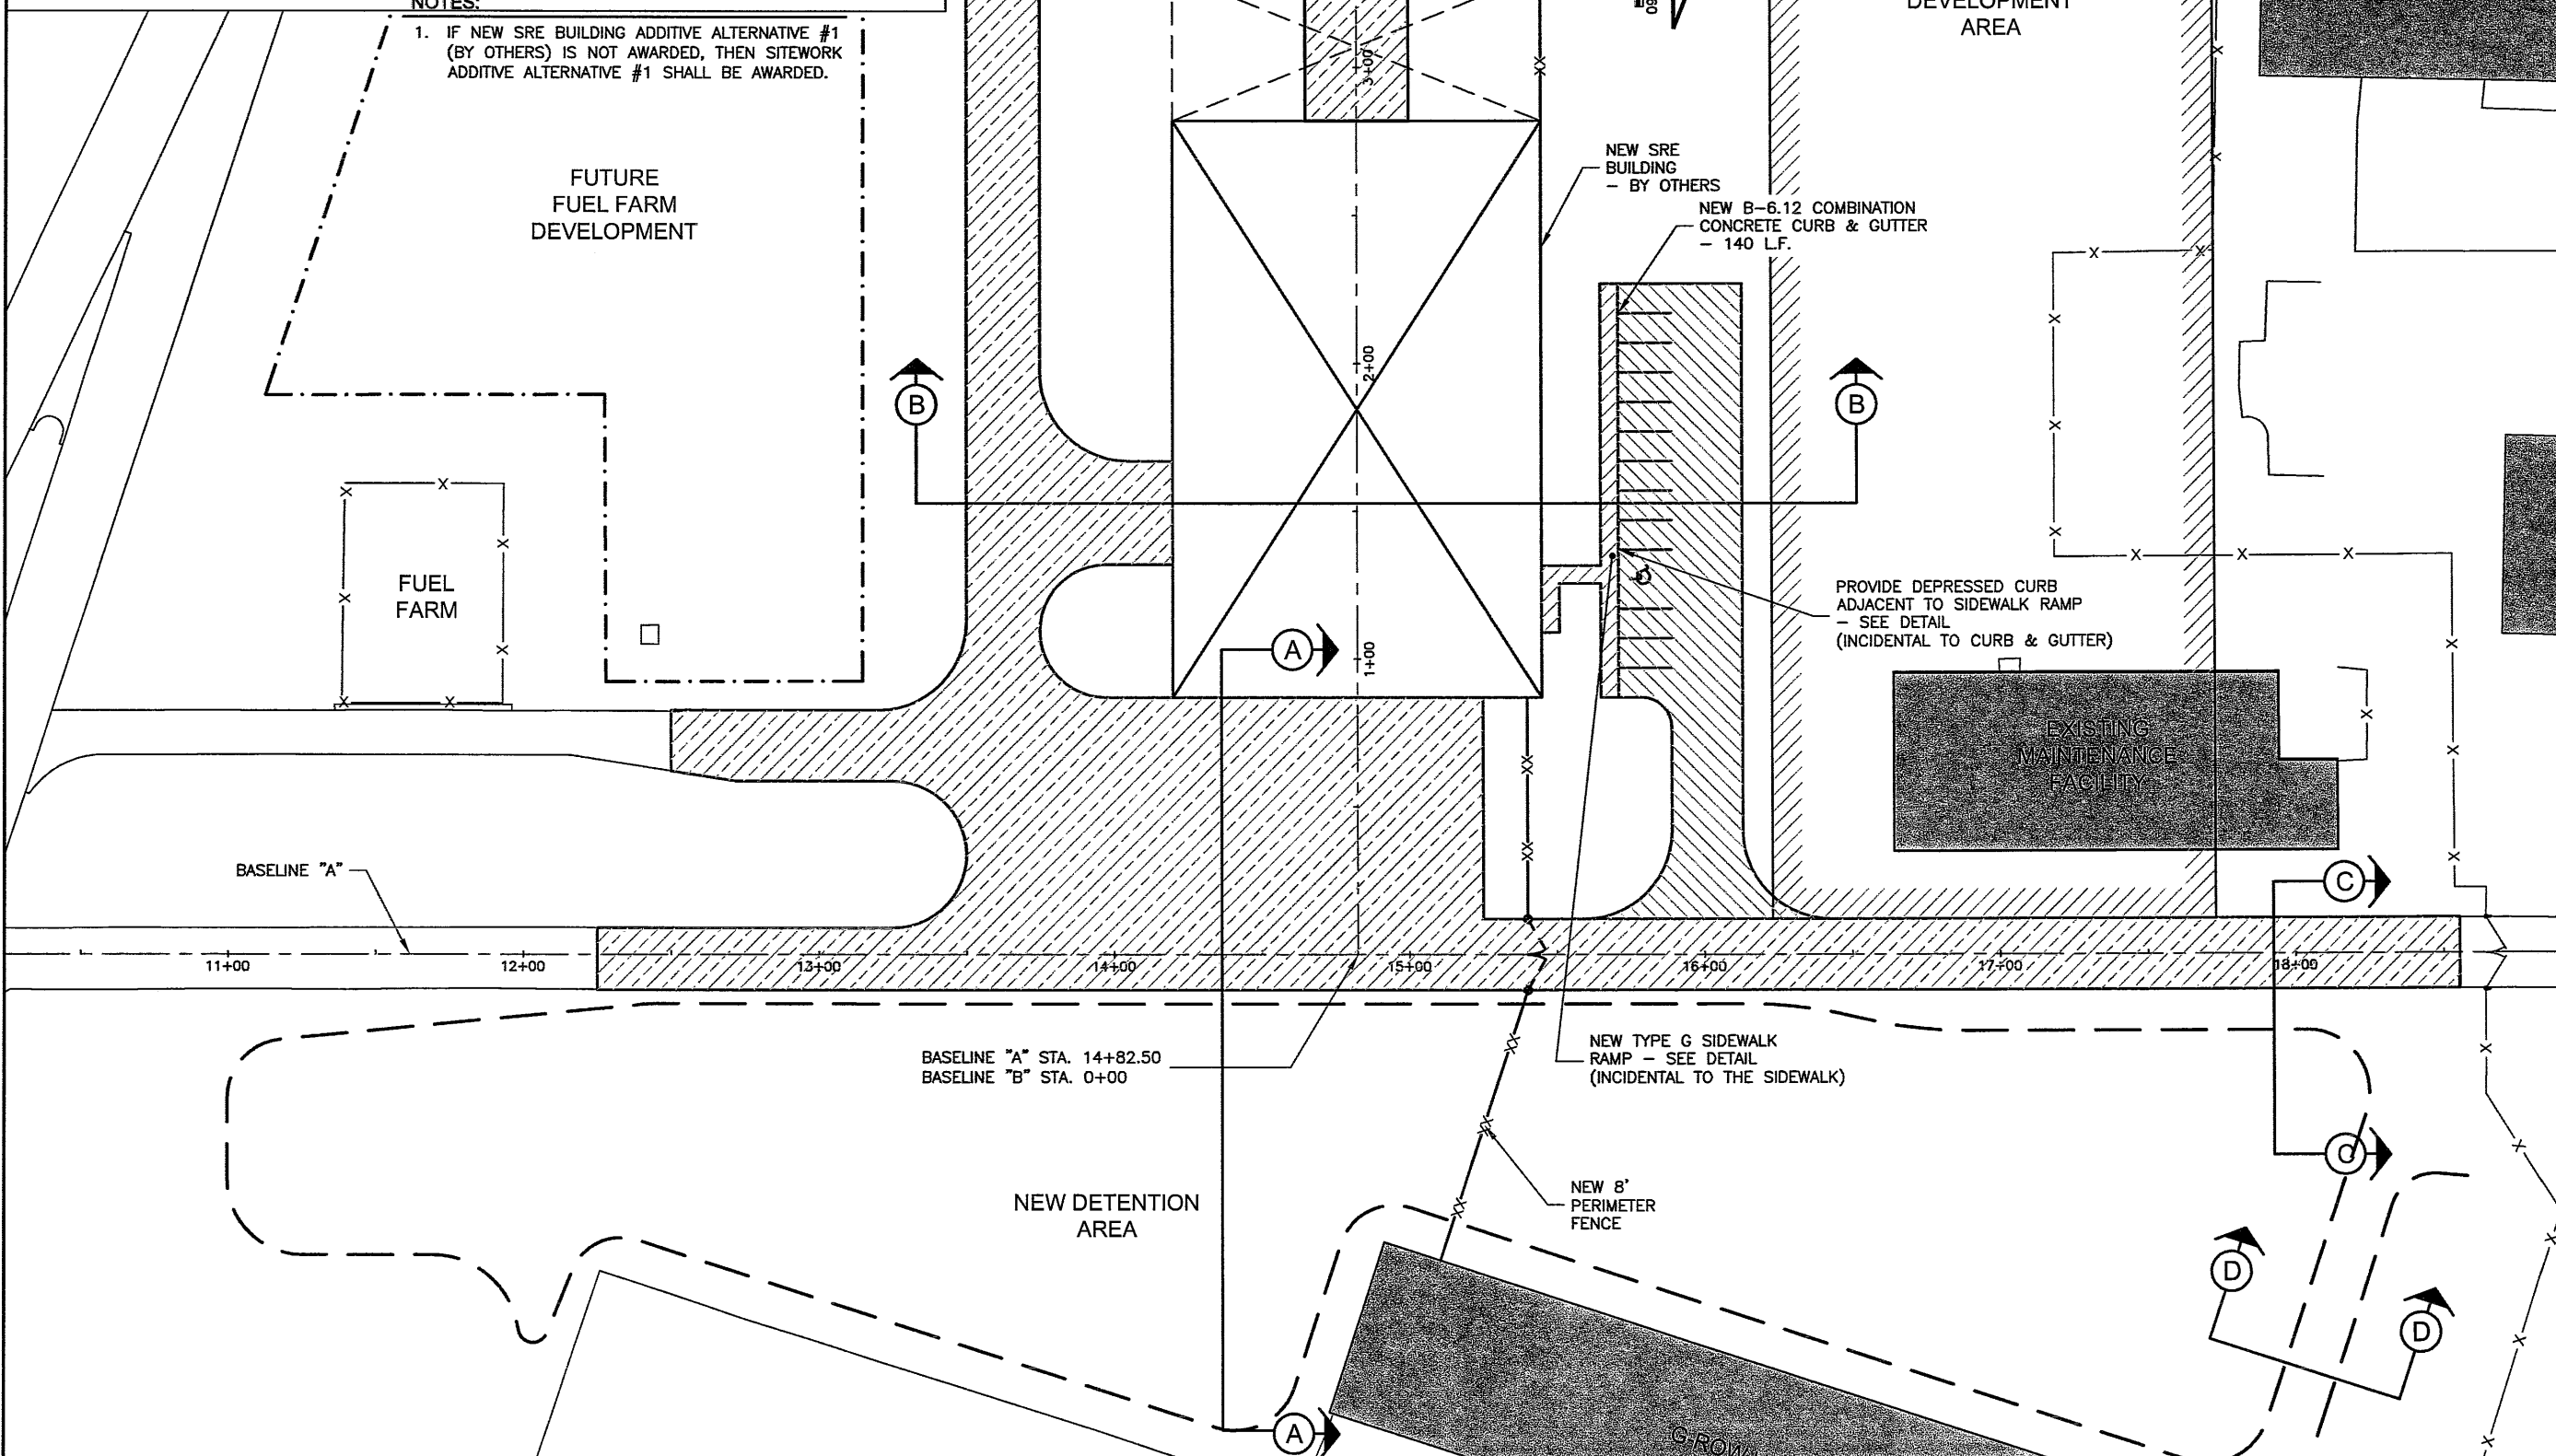 NOTES:
1. IF NEW SRE BUILDING ADDITIVE ALTERNATIVE #1
(BY OTHERS) IS NOT AWARDED, THEN SITEWORK
ADDITIVE ALTERNATIVE #1 SHALL BE AWARDED.
DEVELOPMENT
AREA
3+00
FUTURE
FUEL FARM
DEVELOPMENT
NEW SRE
BUILDING
– BY OTHERS
NEW B–6.12 COMBINATION
CONCRETE CURB & GUTTER
– 140 L.F.
2+00
B
B
FUEL
FARM
PROVIDE DEPRESSED CURB
ADJACENT TO SIDEWALK RAMP
– SEE DETAIL
(INCIDENTAL TO CURB & GUTTER)
A
1+00
EXISTING
MAINTENANCE
FACILITY
BASELINE "A"
C
11+00
12+00
13+00
14+00
15+00
16+00
17+00
18+00
BASELINE "A" STA. 14+82.50
BASELINE "B" STA. 0+00
NEW TYPE G SIDEWALK
RAMP – SEE DETAIL
(INCIDENTAL TO THE SIDEWALK)
C
NEW DETENTION
AREA
NEW 8'
PERIMETER
FENCE
D
D
A
G-ROW